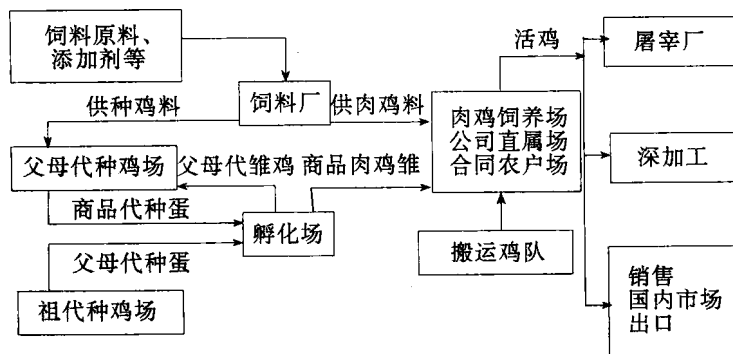 饲料原料、
添加剂等
活鸡
屠宰厂
饲料厂
供种鸡料
供肉鸡料
肉鸡饲养场
公司直属场
合同农户场
父母代种鸡场
父母代雏鸡
商品肉鸡雏
深加工
商品代种蛋
孵化场
搬运鸡队
父母代种蛋
祖代种鸡场
销售
国内市场
出口